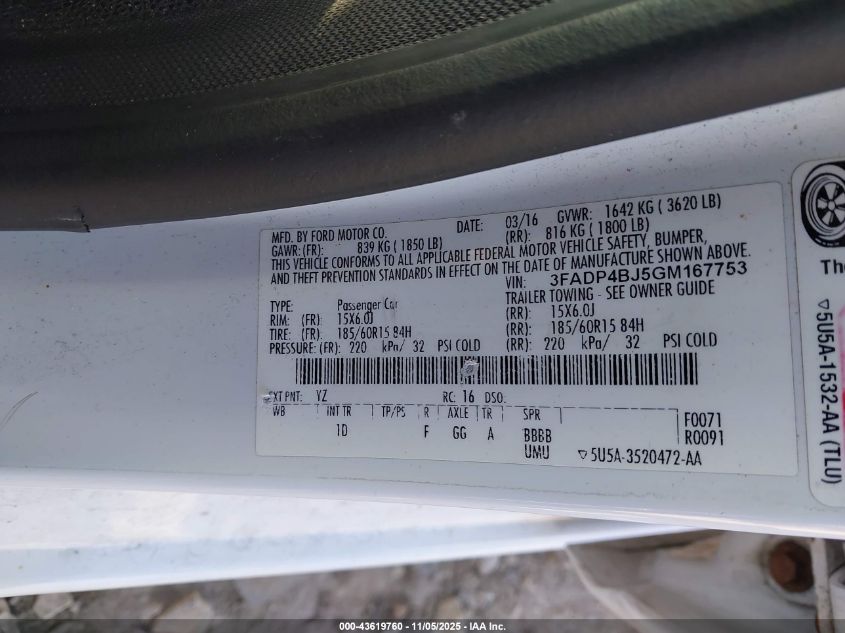 MFD. BY FORD MOTOR CO. DATE: 03/16 GVWR: 1642 KG ( 3620 LB)
GAWR: (FR): 839 KG ( 1850 LB) (RR): 816 KG ( 1800 LB)
THIS VEHICLE CONFORMS TO ALL APPLICABLE FEDERAL MOTOR VEHICLE SAFETY, BUMPER,
AND THEFT PREVENTION STANDARDS IN EFFECT ON THE DATE OF MANUFACTURE SHOWN ABOVE.
VIN: 3FADP4BJ5GM167753
TYPE: Passenger Car TRAILER TOWING - SEE OWNER GUIDE
RIM: (FR) 15X6.0J (RR): 15X6.0J
TIRE: (FR) 185/60R15 84H (RR): 185/60R15 84H
PRESSURE: (FR): 220 kPa/ 32 PSI COLD (RR): 220 kPa/ 32 PSI COLD
EXT PNT: YZ RC: 16 DSO:
WB INT TR TP/PS R AXLE TR SPR F0071
1D F GG A BBBB R0091
UMU ▽5U5A-3520472-AA
▽5U5A-1532-AA (TLU)
000-43619760 - 11/05/2025 - IAA Inc.